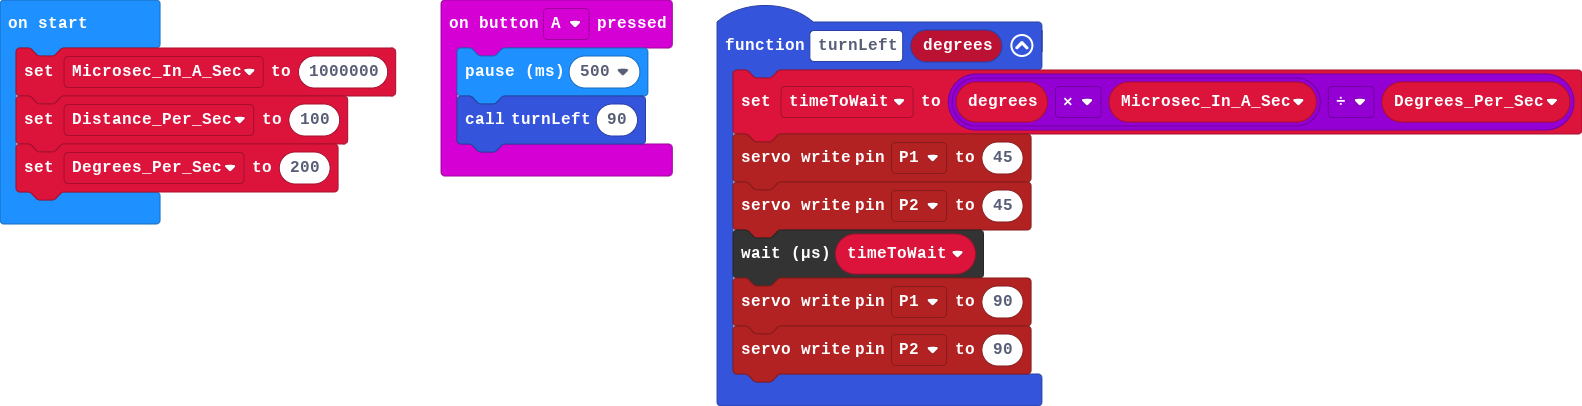 on start
set Microsec_In_A_Sec to 1000000
set Distance_Per_Sec to 100
set Degrees_Per_Sec to 200
on button A pressed
pause (ms) 500
call turnLeft 90
function turnLeft degrees
set timeToWait to degrees × Microsec_In_A_Sec ÷ Degrees_Per_Sec
servo write pin P1 to 45
servo write pin P2 to 45
wait (µs) timeToWait
servo write pin P1 to 90
servo write pin P2 to 90